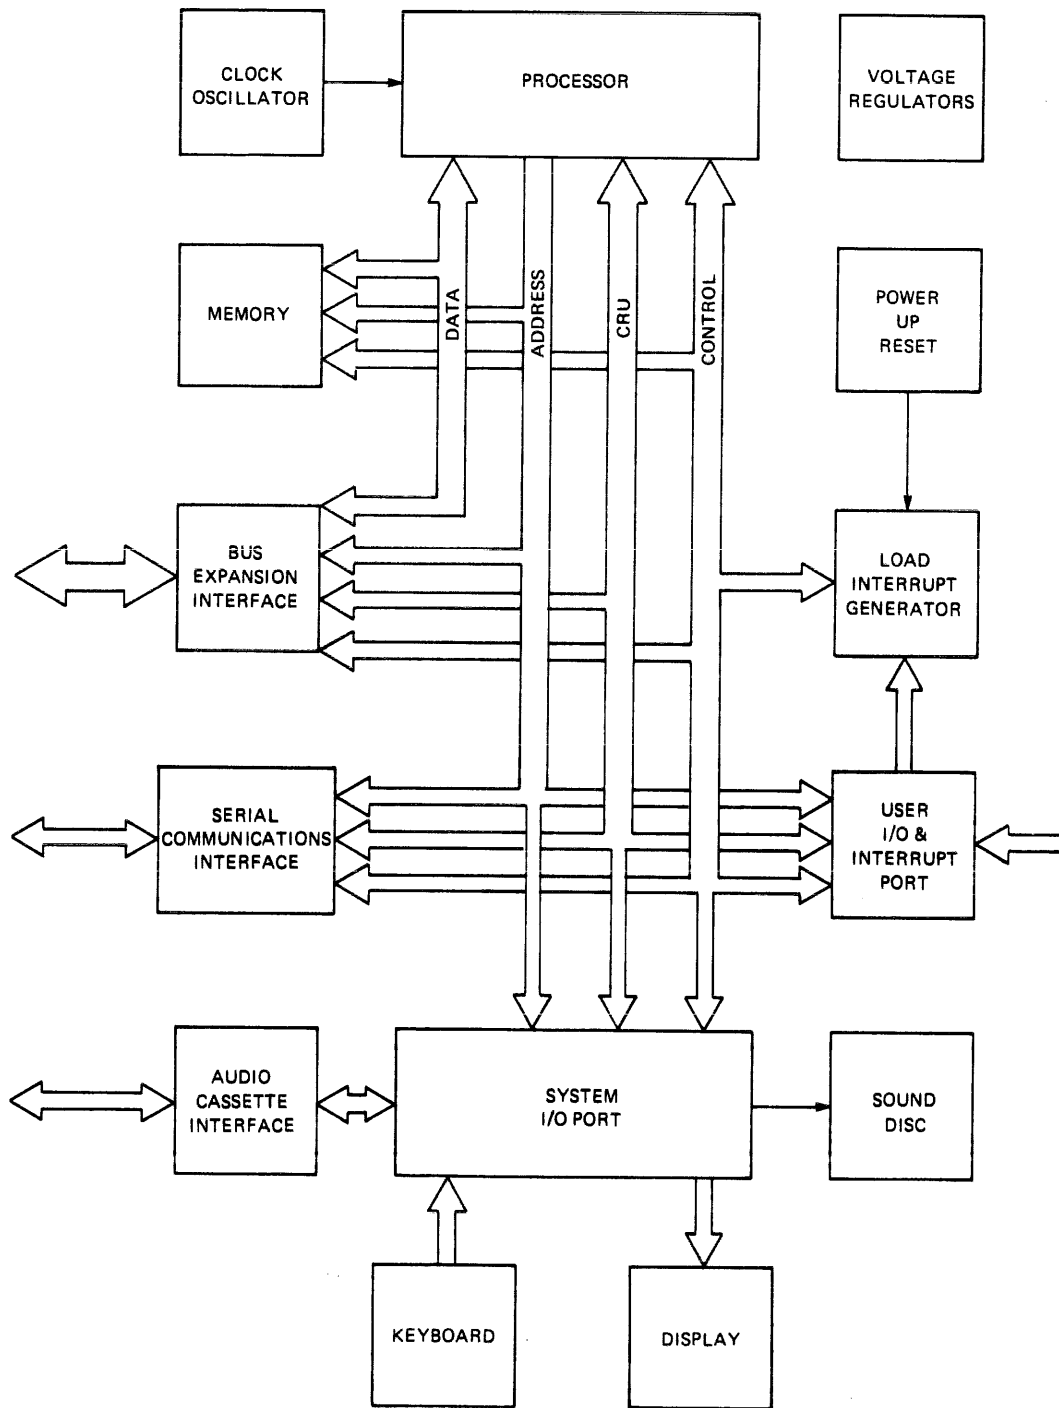 CLOCK
OSCILLATOR
PROCESSOR
VOLTAGE
REGULATORS
MEMORY
DATA
ADDRESS
CRU
CONTROL
POWER
UP
RESET
BUS
EXPANSION
INTERFACE
LOAD
INTERRUPT
GENERATOR
SERIAL
COMMUNICATIONS
INTERFACE
USER
I/O &
INTERRUPT
PORT
AUDIO
CASSETTE
INTERFACE
SYSTEM
I/O PORT
SOUND
DISC
KEYBOARD
DISPLAY